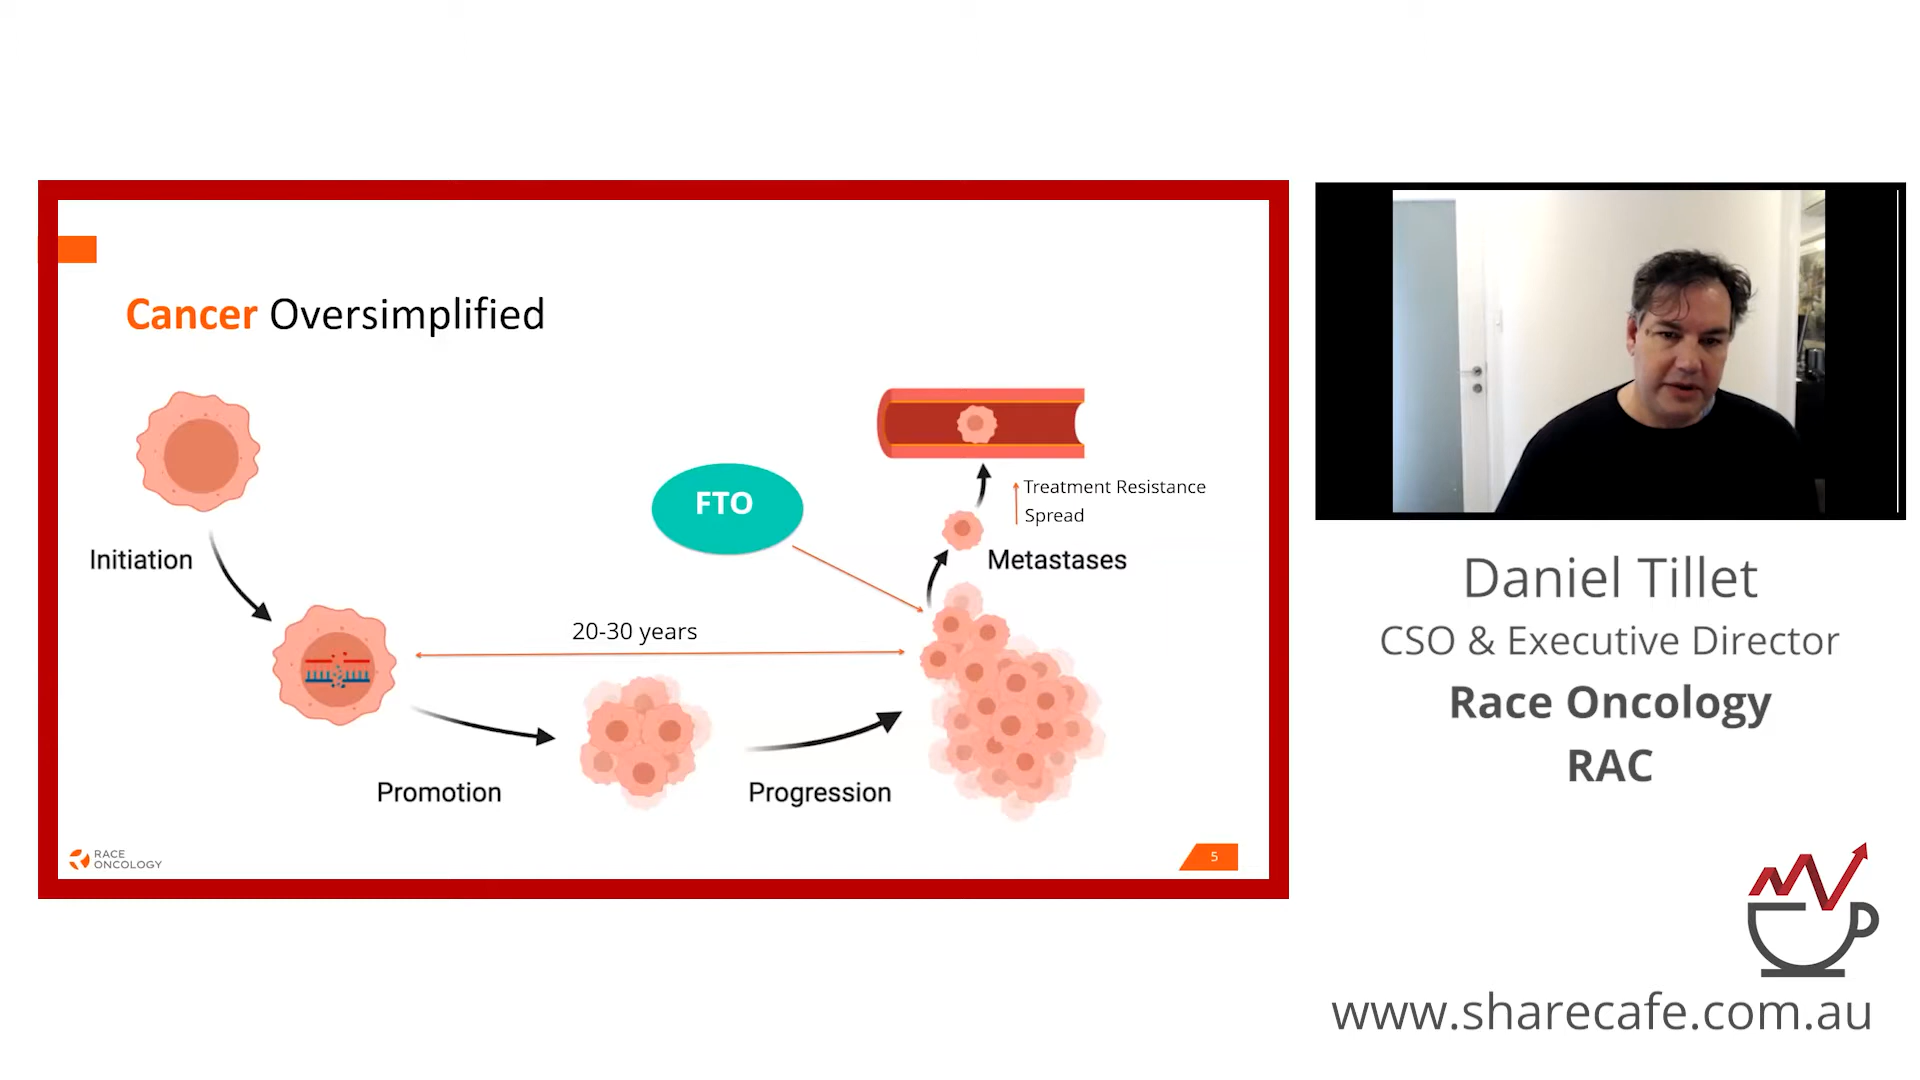 Cancer Oversimplified
FTO
Treatment Resistance
Spread
Initiation
Metastases
20-30 years
Promotion
Progression
RACE
ONCOLOGY
5
Daniel Tillet
CSO & Executive Director
Race Oncology
RAC
www.sharecafe.com.au